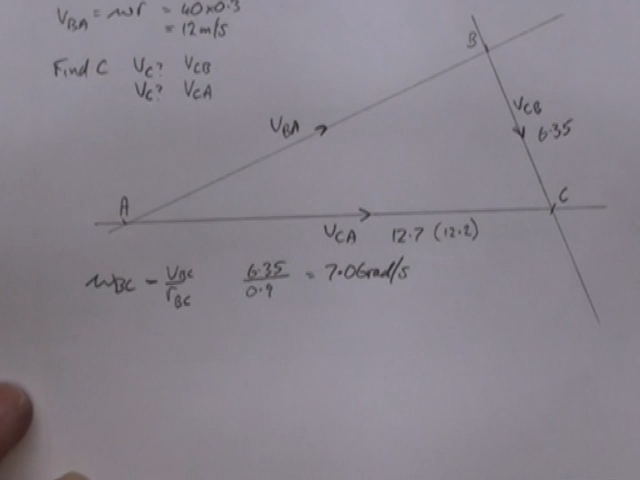 VBA = ωr = 40×0.3
= 12m/s
Find C VC? VCB
VC? VCA
B
VCB
6.35
VBA
A
C
VCA 12.7 (12.2)
ωBC = VBC / rBC 6.35 / 0.9 = 7.06rad/s